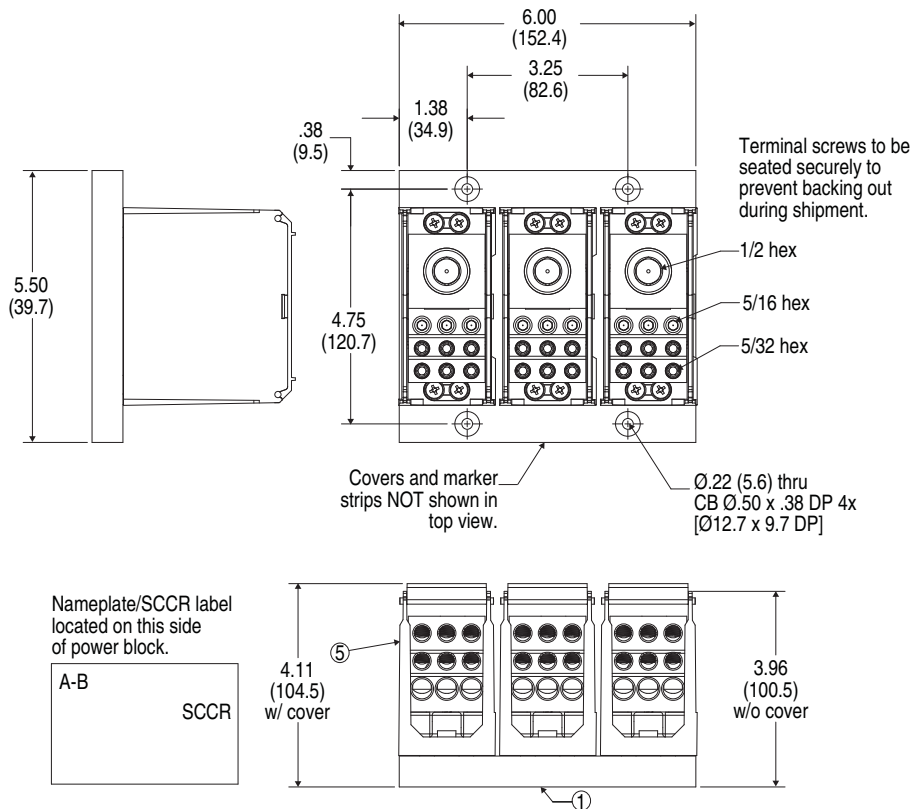 6.00
(152.4)
3.25
(82.6)
1.38
(34.9)
.38
(9.5)
Terminal screws to be
seated securely to
prevent backing out
during shipment.
1/2 hex
5/16 hex
5/32 hex
5.50
(39.7)
4.75
(120.7)
Covers and marker
strips NOT shown in
top view.
Ø.22 (5.6) thru
CB Ø.50 x .38 DP 4x
[Ø12.7 x 9.7 DP]
Nameplate/SCCR label
located on this side
of power block.
A-B
SCCR
5
4.11
(104.5)
w/ cover
3.96
(100.5)
w/o cover
1